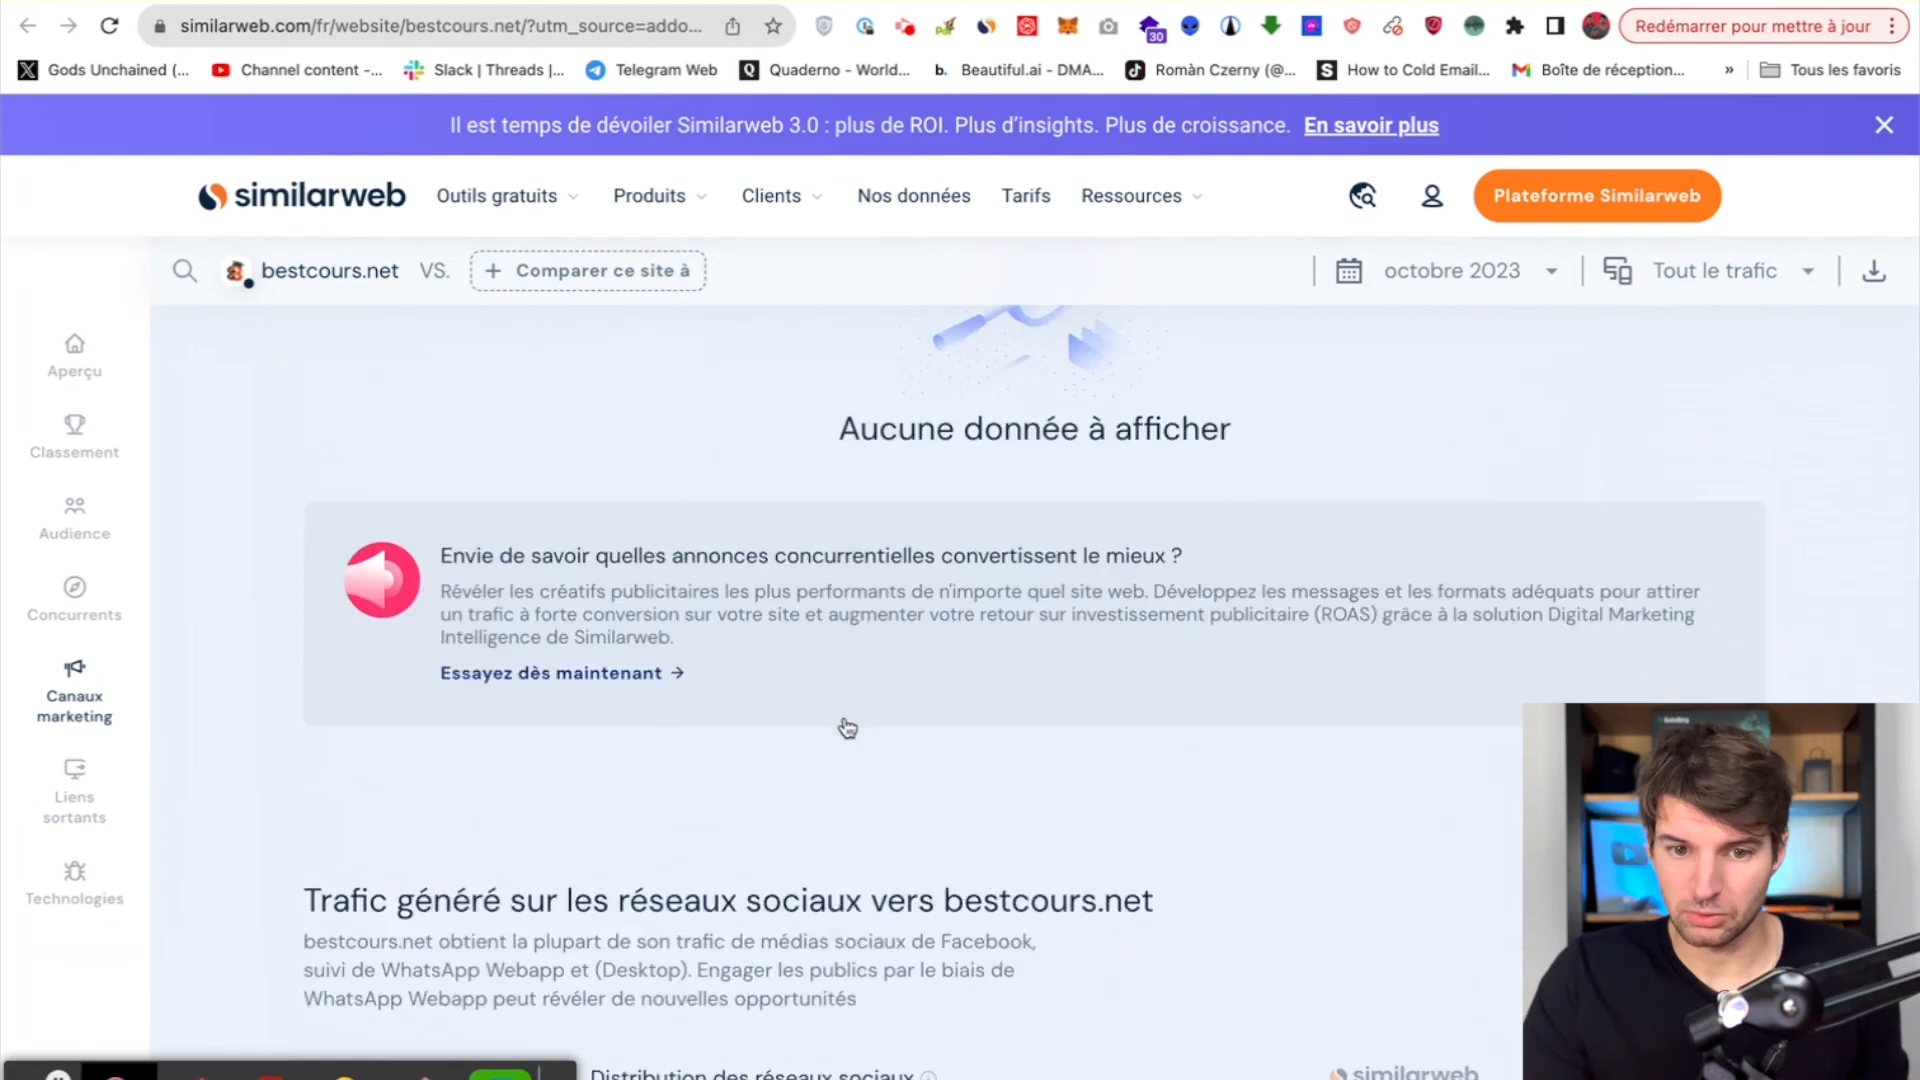 similarweb.com/fr/website/bestcours.net/?utm_source=addo...
30
Redémarrer pour mettre à jour
Gods Unchained (...
Channel content -...
Slack | Threads |...
Telegram Web
Quaderno - World...
b. Beautiful.ai - DMA...
Romàn Czerny (@...
How to Cold Email...
Boîte de réception...
»
Tous les favoris
Il est temps de dévoiler Similarweb 3.0 : plus de ROI. Plus d’insights. Plus de croissance. En savoir plus
similarweb
Outils gratuits
Produits
Clients
Nos données
Tarifs
Ressources
Plateforme Similarweb
bestcours.net
VS.
+ Comparer ce site à
octobre 2023
Tout le trafic
Aperçu
Classement
Audience
Concurrents
Canaux
marketing
Liens
sortants
Technologies
Aucune donnée à afficher
Envie de savoir quelles annonces concurrentielles convertissent le mieux ?
Révéler les créatifs publicitaires les plus performants de n'importe quel site web. Développez les messages et les formats adéquats pour attirer
un trafic à forte conversion sur votre site et augmenter votre retour sur investissement publicitaire (ROAS) grâce à la solution Digital Marketing
Intelligence de Similarweb.
Essayez dès maintenant →
Trafic généré sur les réseaux sociaux vers bestcours.net
bestcours.net obtient la plupart de son trafic de médias sociaux de Facebook,
suivi de WhatsApp Webapp et (Desktop). Engager les publics par le biais de
WhatsApp Webapp peut révéler de nouvelles opportunités
Distribution des réseaux sociaux
similarweb